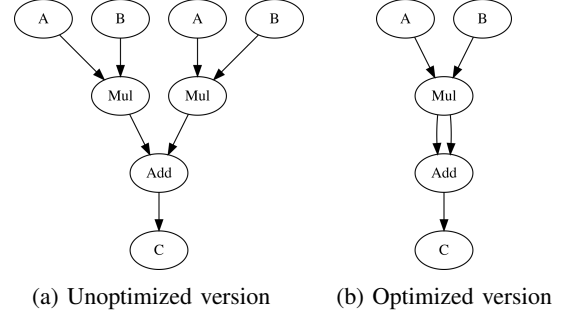 A B A B A B
Mul Mul Mul
Add Add
C C
(a) Unoptimized version (b) Optimized version